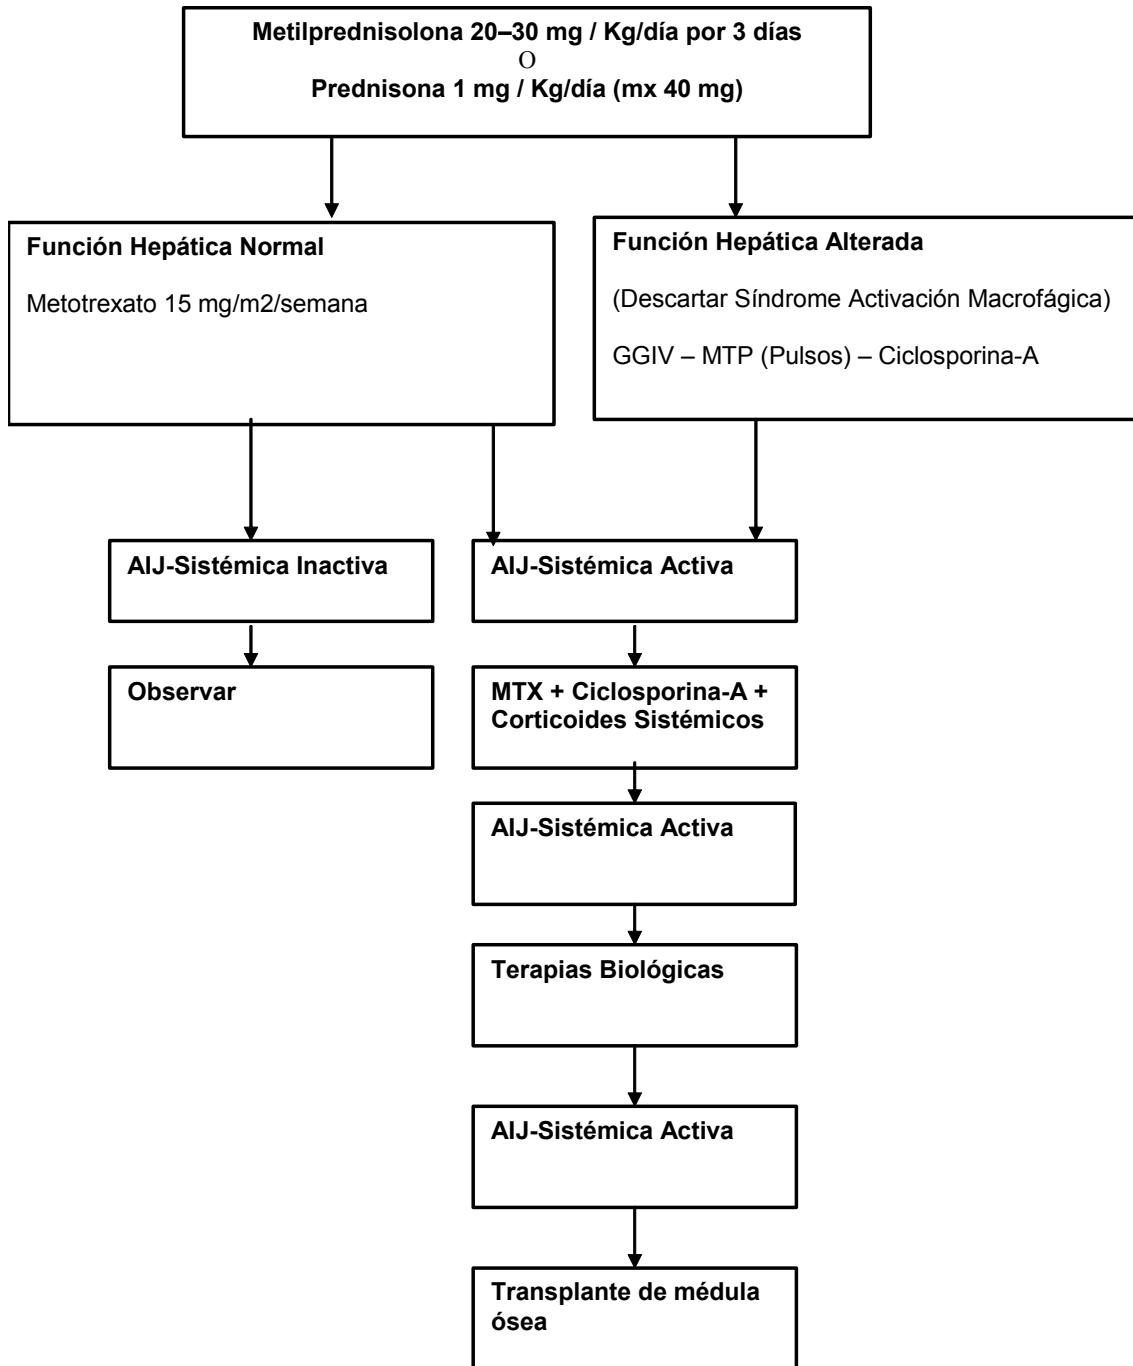 Metilprednisolona 20–30 mg / Kg/día por 3 días
O
Prednisona 1 mg / Kg/día (mx 40 mg)
Función Hepática Normal
Metotrexato 15 mg/m2/semana
Función Hepática Alterada
(Descartar Síndrome Activación Macrofágica)
GGIV – MTP (Pulsos) – Ciclosporina-A
AIJ-Sistémica Inactiva
AIJ-Sistémica Activa
Observar
MTX + Ciclosporina-A +
Corticoides Sistémicos
AIJ-Sistémica Activa
Terapias Biológicas
AIJ-Sistémica Activa
Transplante de médula
ósea